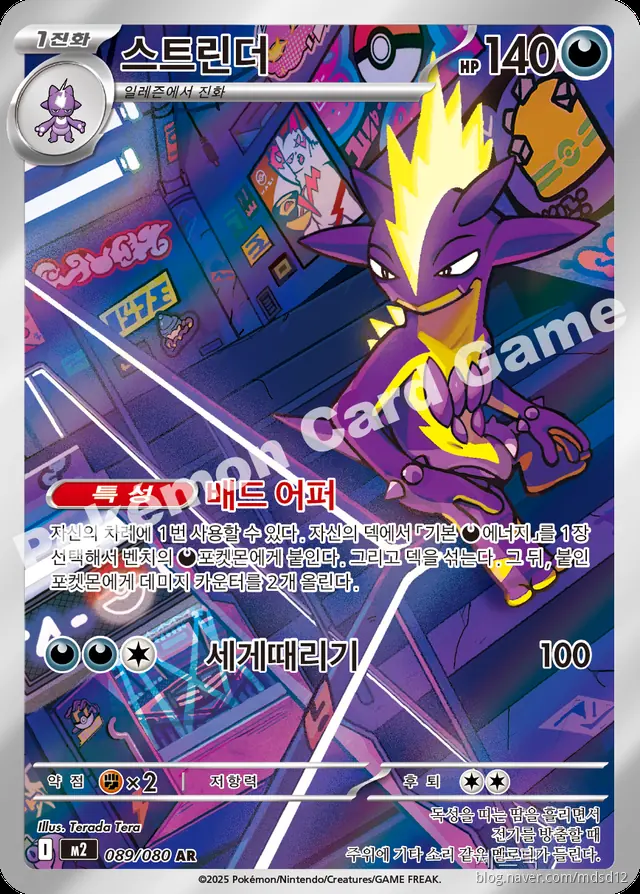 1진화
스트린더
HP 140
일레즌에서 진화
Pokémon Card Game
특성
배드 어퍼
자신의 차례에 1번 사용할 수 있다. 자신의 덱에서 「기본 에너지」를 1장
선택해서 벤치의 포켓몬에게 붙인다. 그리고 덱을 섞는다. 그 뒤, 붙인
포켓몬에게 데미지 카운터를 2개 올린다.
세게때리기 100
약점 ×2 저항력 후퇴
Illus. Terada Tera
I M2 089/080 AR
독성을 띠는 땀을 흘리면서
전기를 방출할 때
주위에 기타 소리 같은 멜로디가 들린다.
©2025 Pokémon/Nintendo/Creatures/GAME FREAK.
blog.naver.com/mdsd12